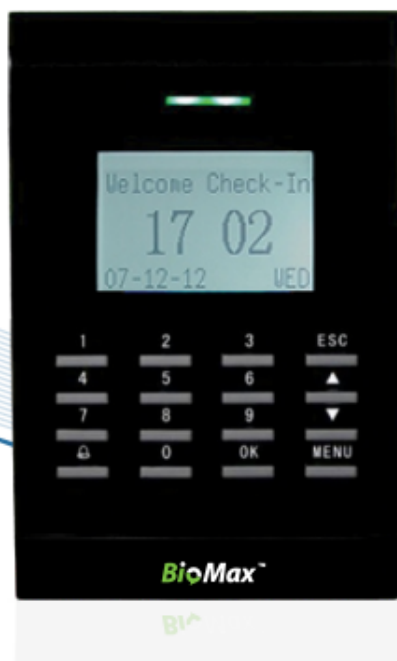 Welcome Check-In
17 02
07-12-12 WED
1 2 3 ESC
4 5 6 ▲
7 8 9 ▼
0 OK MENU
BioMax™